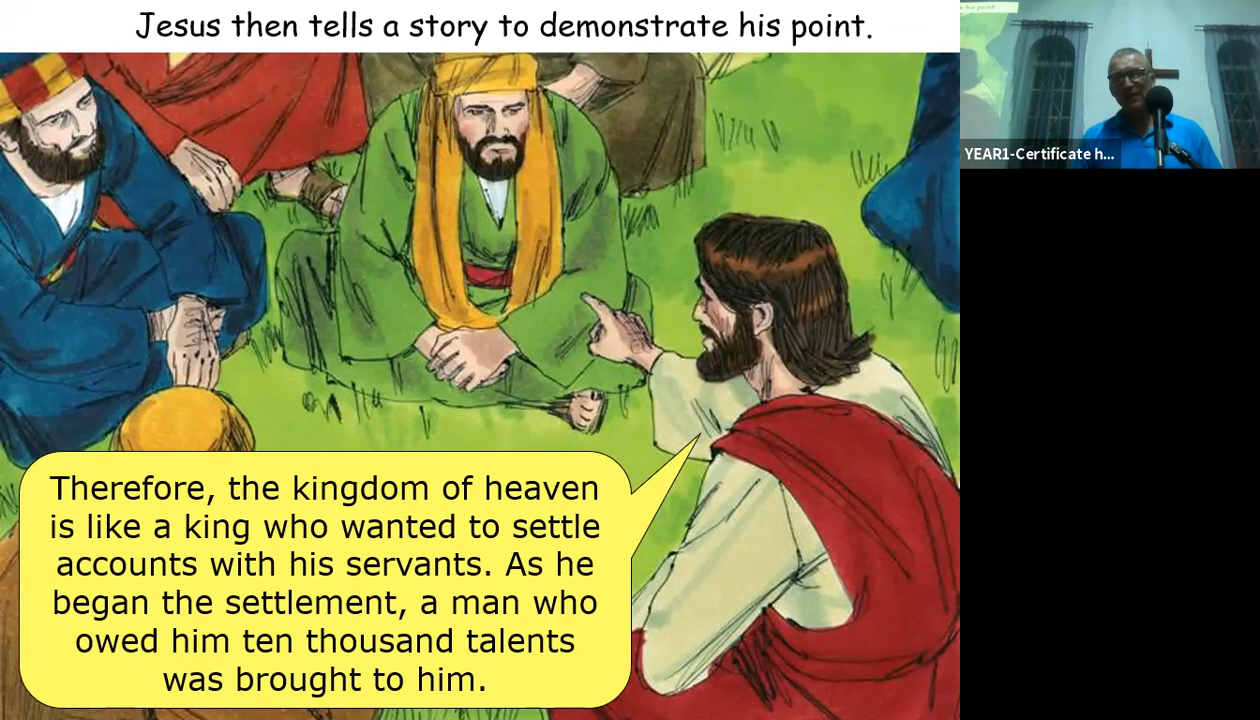 Jesus then tells a story to demonstrate his point.
Therefore, the kingdom of heaven
is like a king who wanted to settle
accounts with his servants. As he
began the settlement, a man who
owed him ten thousand talents
was brought to him.
YEAR1-Certificate h...